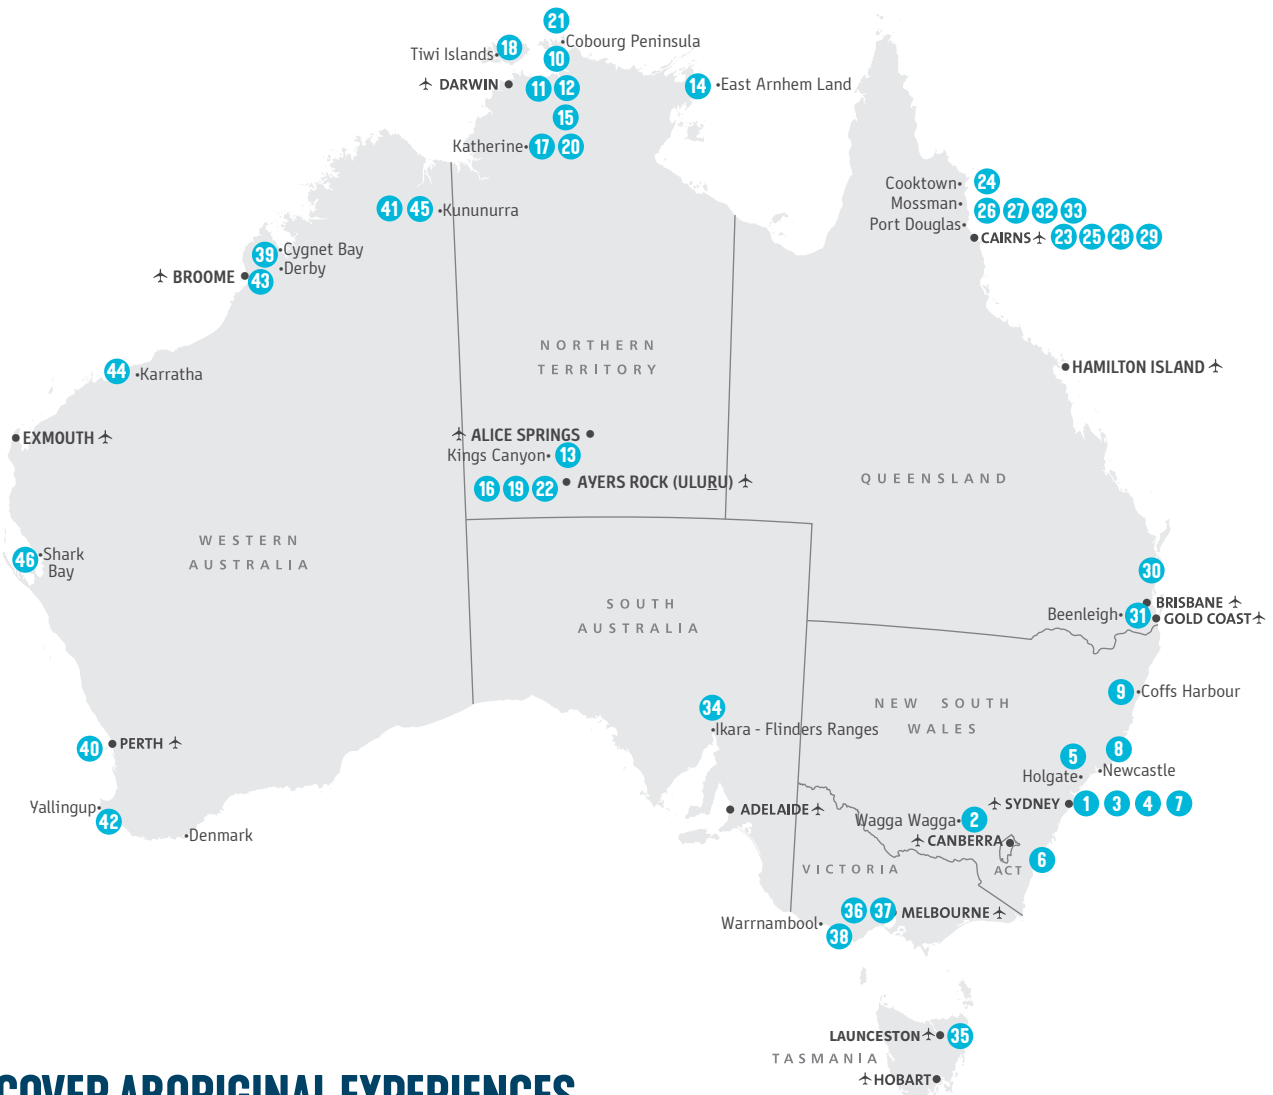 21
Cobourg Peninsula
Tiwi Islands 18
10
DARWIN
11 12
14 East Arnhem Land
15
Katherine 17 20
Cooktown 24
Mossman
26 27 32 33
Port Douglas
CAIRNS 23 25 28 29
41 45 Kununurra
39 Cygnet Bay
Derby
BROOME 43
NORTHERN
TERRITORY
44 Karratha
HAMILTON ISLAND
EXMOUTH
ALICE SPRINGS
Kings Canyon 13
16 19 22 AYERS ROCK (ULURU)
QUEENSLAND
WESTERN
AUSTRALIA
46 Shark
Bay
30
BRISBANE
Beenleigh 31
GOLD COAST
SOUTH
AUSTRALIA
9 Coffs Harbour
34
Ikara - Flinders Ranges
NEW SOUTH
WALES
40 PERTH
5
8
Holgate
Newcastle
SYDNEY 1 3 4 7
Yallingup
42
Denmark
ADELAIDE
Wagga Wagga 2
CANBERRA
6
ACT
VICTORIA
36 37 MELBOURNE
Warrnambool
38
LAUNCESTON 35
TASMANIA
HOBART
COVER ABORIGINAL EXPERIENCES